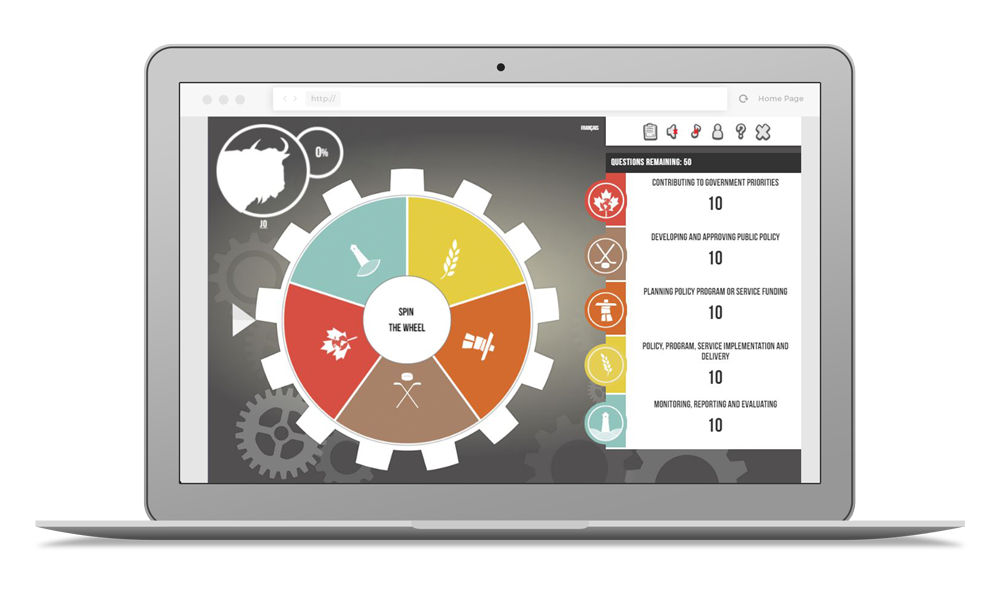 http://
Home Page
FRANÇAIS
0%
JO
QUESTIONS REMAINING: 50
CONTRIBUTING TO GOVERNMENT PRIORITIES
10
DEVELOPING AND APPROVING PUBLIC POLICY
10
PLANNING POLICY PROGRAM OR SERVICE FUNDING
10
POLICY, PROGRAM, SERVICE IMPLEMENTATION AND
DELIVERY
10
MONITORING, REPORTING AND EVALUATING
10
SPIN
THE WHEEL